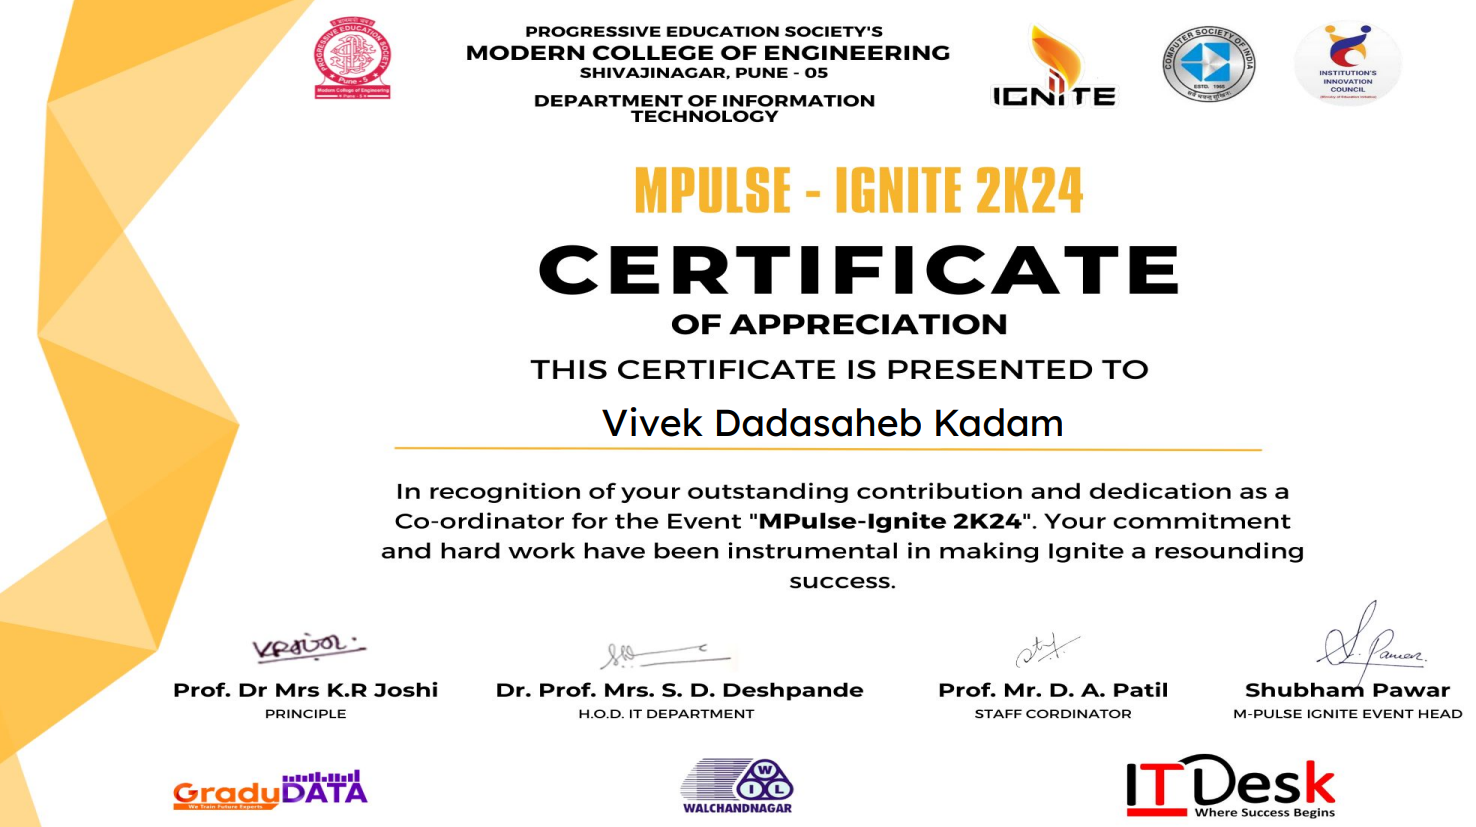 PROGRESSIVE EDUCATION SOCIETY'S
MODERN COLLEGE OF ENGINEERING
SHIVAJINAGAR, PUNE - 05
DEPARTMENT OF INFORMATION
TECHNOLOGY
PROGRESSIVE EDUCATION SOCIETY
Pune - 5
Modern College of Engineering
Pune - 5
IGNITE
COMPUTER SOCIETY OF INDIA
ESTD. 1965
INSTITUTION'S
INNOVATION
COUNCIL
MPULSE - IGNITE 2K24
CERTIFICATE
OF APPRECIATION
THIS CERTIFICATE IS PRESENTED TO
Vivek Dadasaheb Kadam
In recognition of your outstanding contribution and dedication as a
Co-ordinator for the Event "MPulse-Ignite 2K24". Your commitment
and hard work have been instrumental in making Ignite a resounding
success.
Prof. Dr Mrs K.R Joshi
PRINCIPLE
Dr. Prof. Mrs. S. D. Deshpande
H.O.D. IT DEPARTMENT
Prof. Mr. D. A. Patil
STAFF CORDINATOR
S. Pawar
Shubham Pawar
M-PULSE IGNITE EVENT HEAD
GraduDATA
We Train Future Experts
WIL
WALCHANDNAGAR
IT Desk
Where Success Begins